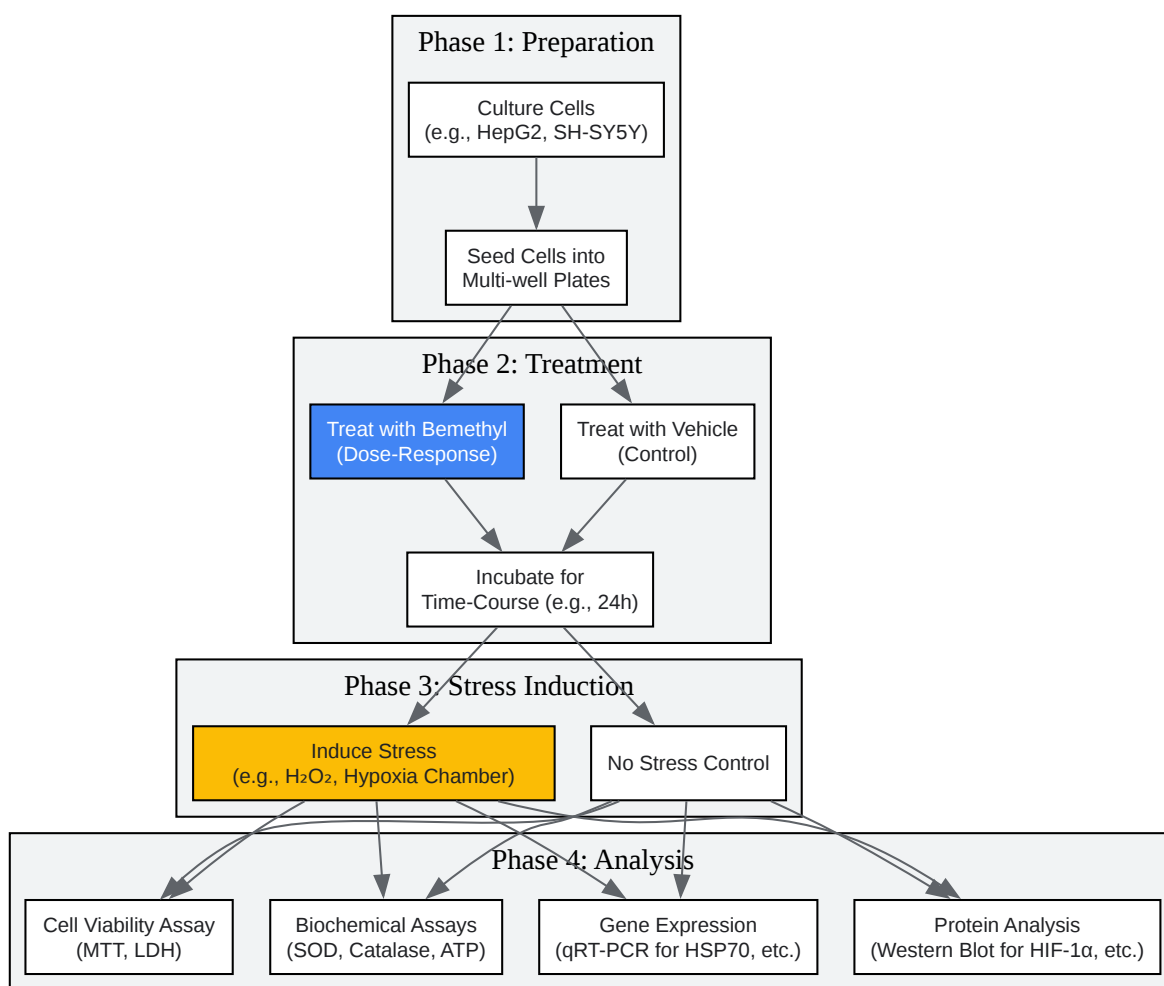 Phase 1: Preparation
Culture Cells
(e.g., HepG2, SH-SY5Y)
Seed Cells into
Multi-well Plates
Phase 2: Treatment
Treat with Bemethyl
(Dose-Response)
Treat with Vehicle
(Control)
Incubate for
Time-Course (e.g., 24h)
Phase 3: Stress Induction
Induce Stress
(e.g., H₂O₂, Hypoxia Chamber)
No Stress Control
Phase 4: Analysis
Cell Viability Assay
(MTT, LDH)
Biochemical Assays
(SOD, Catalase, ATP)
Gene Expression
(qRT-PCR for HSP70, etc.)
Protein Analysis
(Western Blot for HIF-1α, etc.)